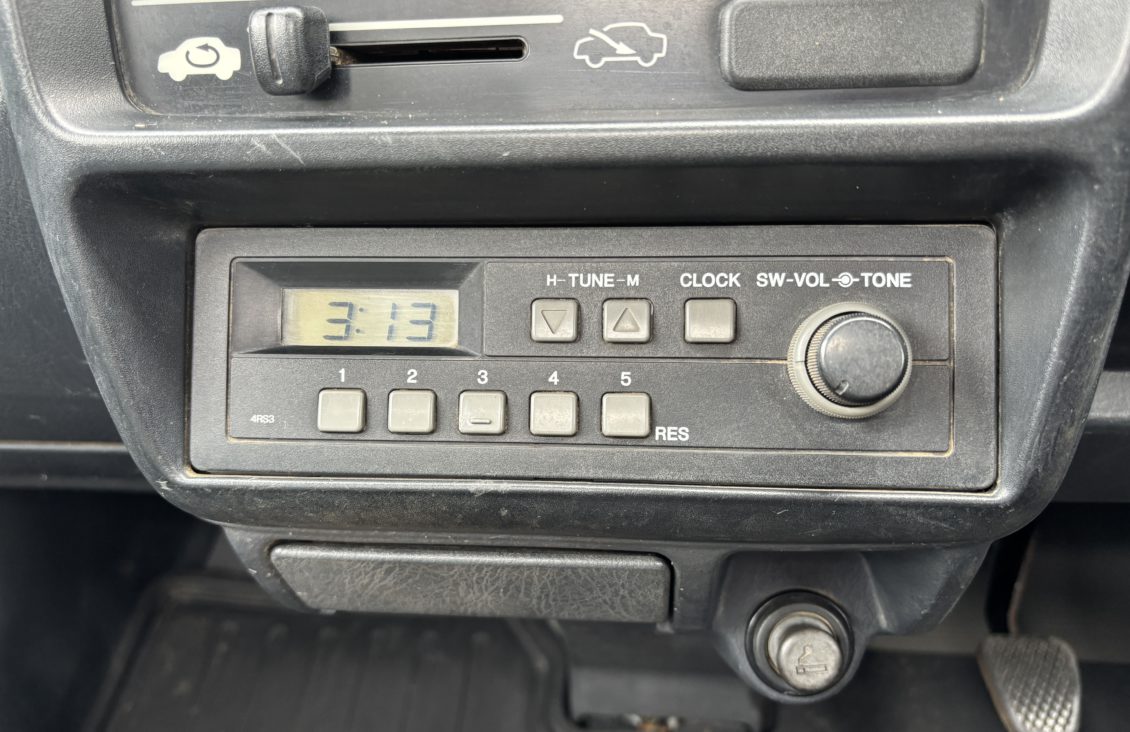 3:13
H-TUNE-M
CLOCK
SW-VOL TONE
1 2 3 4 5
4RS3
RES